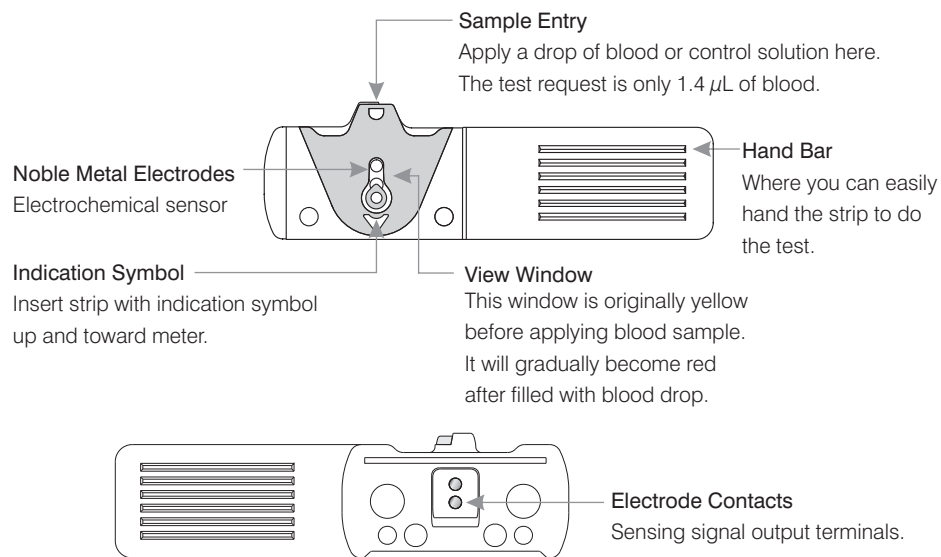 Sample Entry
Apply a drop of blood or control solution here.
The test request is only 1.4 μL of blood.
Noble Metal Electrodes
Electrochemical sensor
Hand Bar
Where you can easily
hand the strip to do
the test.
Indication Symbol
Insert strip with indication symbol
up and toward meter.
View Window
This window is originally yellow
before applying blood sample.
It will gradually become red
after filled with blood drop.
Electrode Contacts
Sensing signal output terminals.